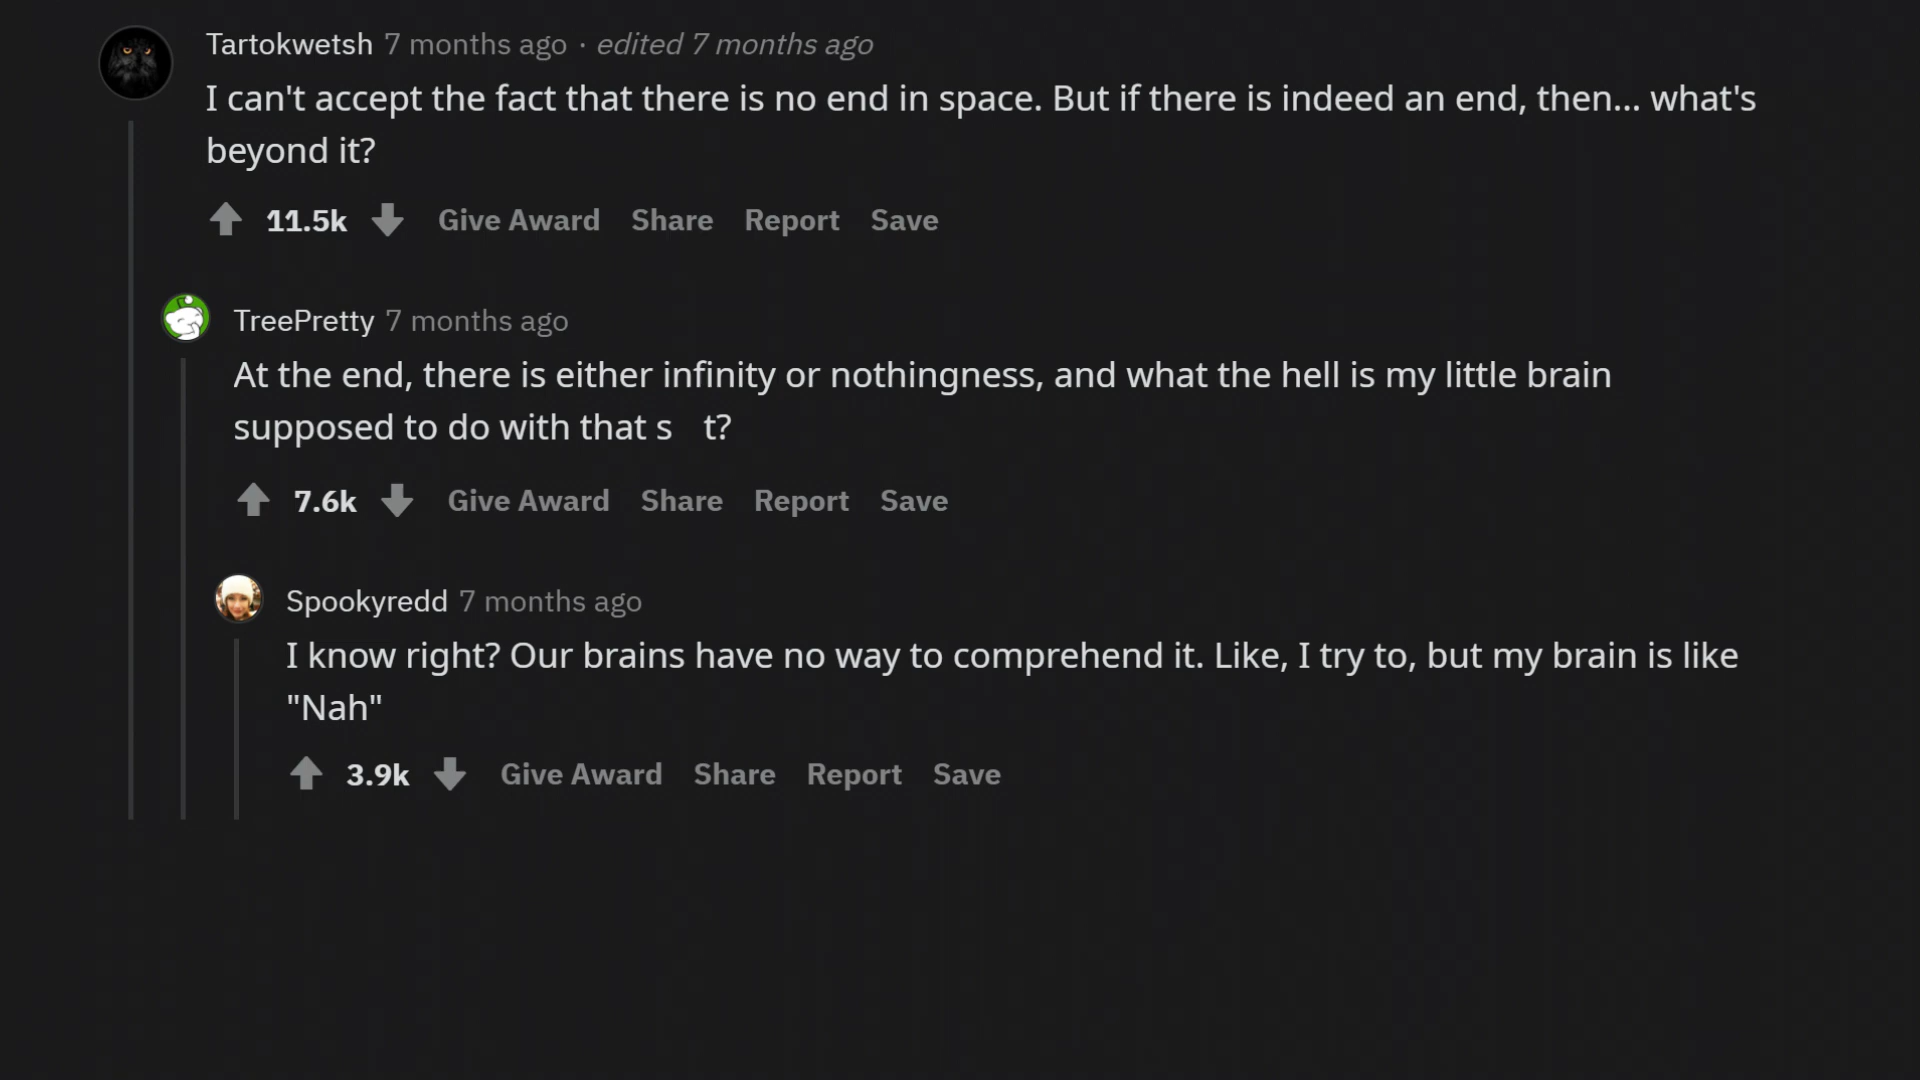 Tartokwetsh 7 months ago · edited 7 months ago
I can't accept the fact that there is no end in space. But if there is indeed an end, then... what's
beyond it?
11.5k Give Award Share Report Save
TreePretty 7 months ago
At the end, there is either infinity or nothingness, and what the hell is my little brain
supposed to do with that s t?
7.6k Give Award Share Report Save
Spookyredd 7 months ago
I know right? Our brains have no way to comprehend it. Like, I try to, but my brain is like
"Nah"
3.9k Give Award Share Report Save